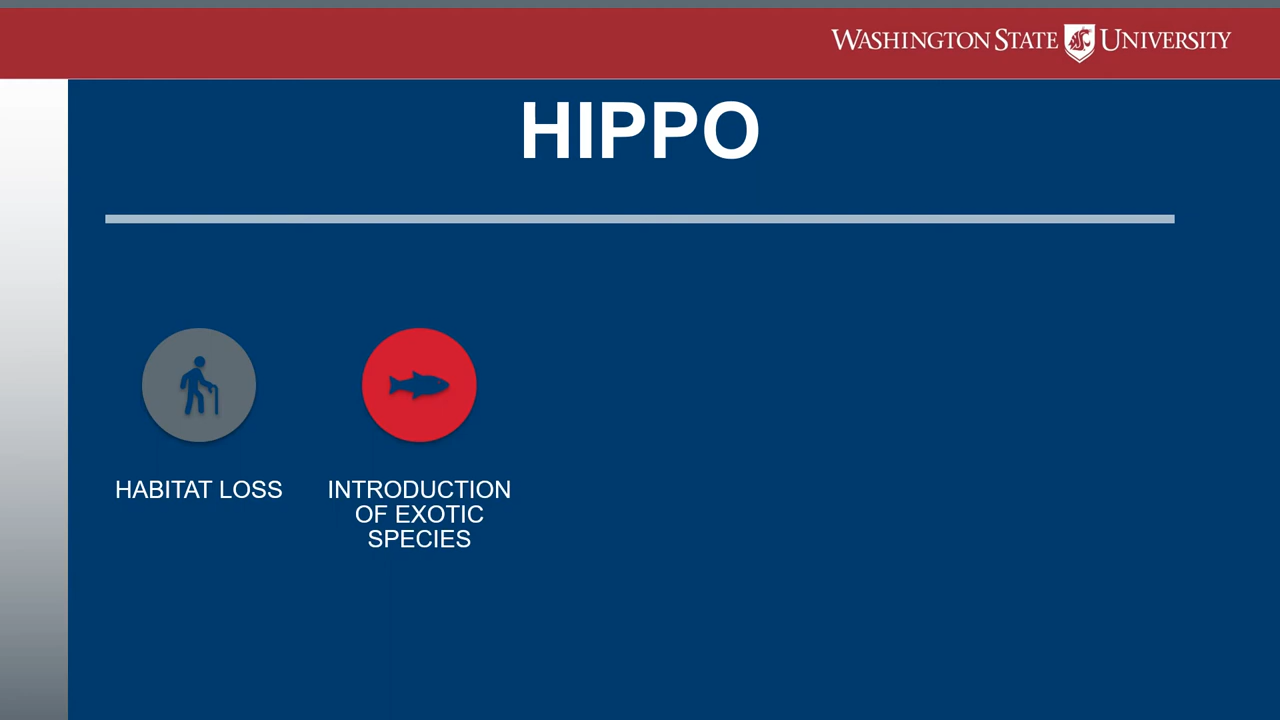 WASHINGTON STATE UNIVERSITY
HIPPO
HABITAT LOSS
INTRODUCTION
OF EXOTIC
SPECIES